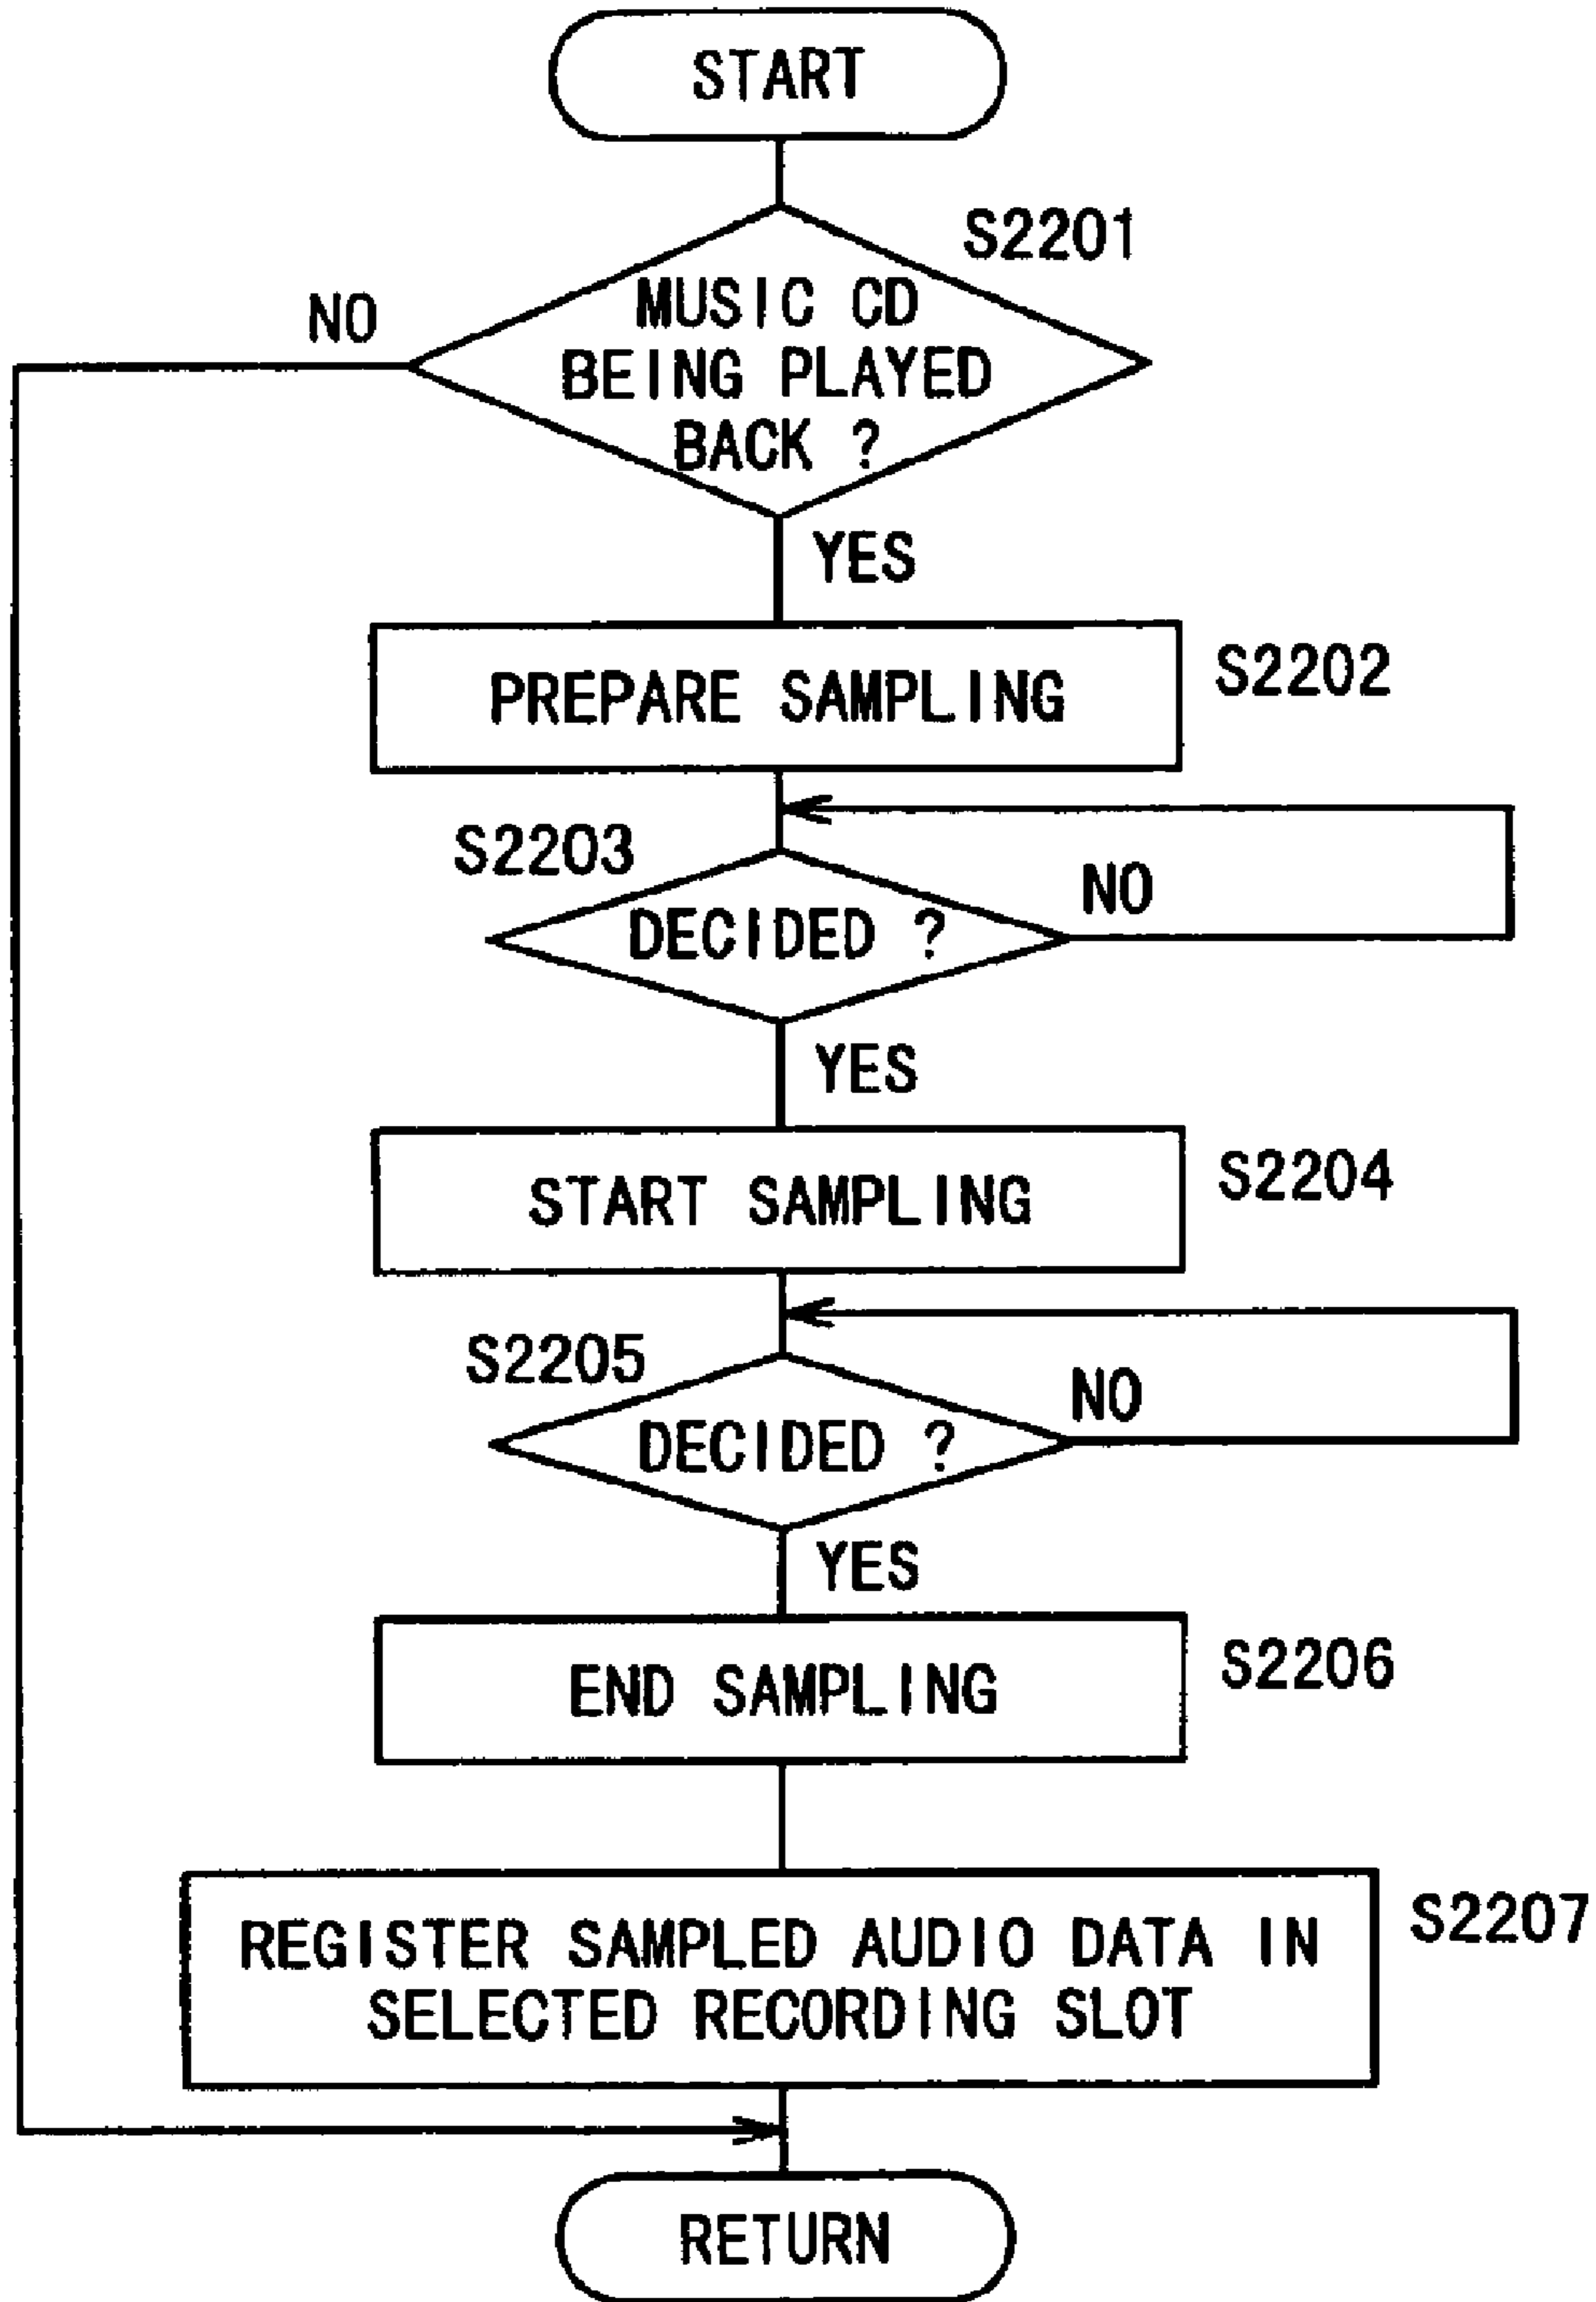 START
S2201
NO
MUSIC CD
BEING PLAYED
BACK ?
YES
PREPARE SAMPLING
S2202
S2203
NO
DECIDED ?
YES
START SAMPLING
S2204
S2205
NO
DECIDED ?
YES
END SAMPLING
S2206
REGISTER SAMPLED AUDIO DATA IN
SELECTED RECORDING SLOT
S2207
RETURN